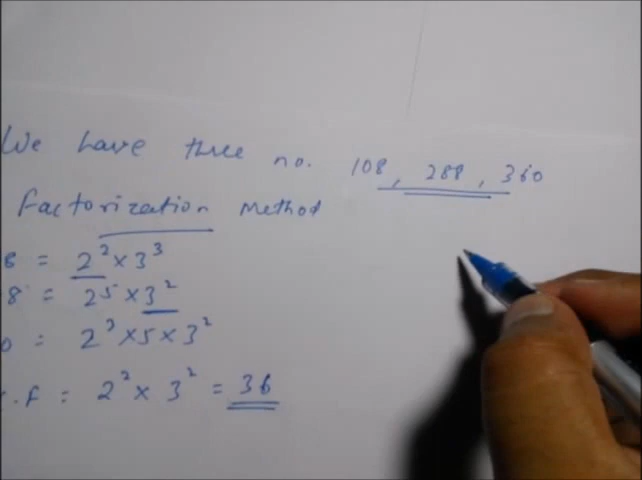 We have three no. 108, 288, 360
Factorization Method
8 = 2² × 3³
8 = 2⁵ × 3²
0 = 2³ × 5 × 3²
.F = 2² × 3² = 36